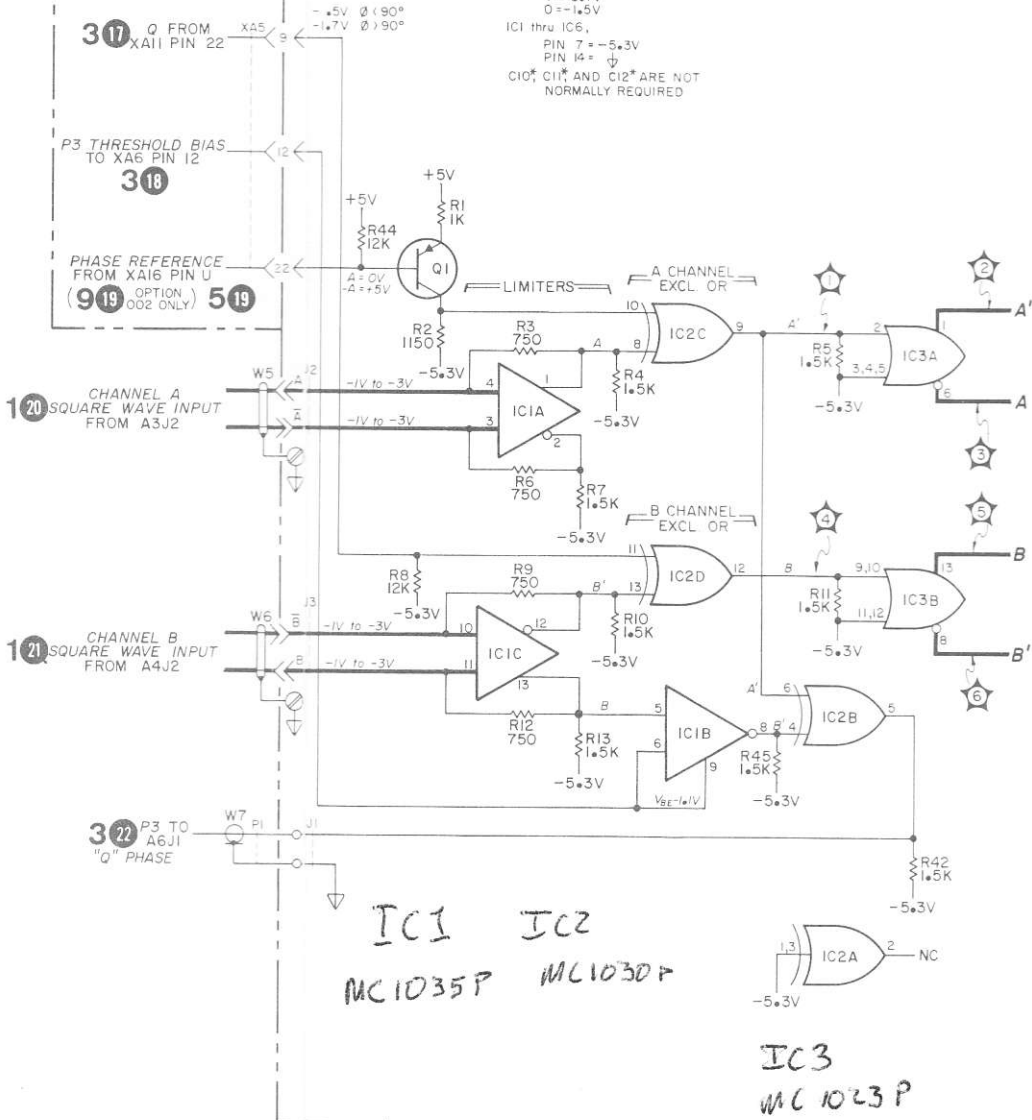 - .5V Ø<90°
-1.7V Ø>90°
0=-1.5V
IC1 thru IC6,
PIN 7 = -5.3V
PIN 14 =
C10*, C11*, AND C12* ARE NOT
NORMALLY REQUIRED
3 17 Q FROM
XA11 PIN 22
XA5
9
P3 THRESHOLD BIAS
TO XA6 PIN 12
3 18
12
PHASE REFERENCE
FROM XA16 PIN U
(9 19 OPTION 002 ONLY) 5 19
22
+5V
R44
12K
A = 0V
-A = +5V
+5V
R1
1K
Q1
R2
1150
-5.3V
LIMITERS
A CHANNEL
EXCL OR
10
8
IC2C
9
A'
1
R5
1.5K
-5.3V
2
3,4,5
IC3A
1
6
2
A'
A
3
1 20 CHANNEL A
SQUARE WAVE INPUT
FROM A3J2
W5
J2
A
A̅
-1V to -3V
-1V to -3V
R3
750
4
3
IC1A
1
2
A
R4
1.5K
-5.3V
R6
750
R7
1.5K
-5.3V
B CHANNEL
EXCL OR
11
13
IC2D
12
B
4
R11
1.5K
-5.3V
9,10
11,12
IC3B
13
8
5
B
B'
6
R8
12K
-5.3V
1 21 CHANNEL B
SQUARE WAVE INPUT
FROM A4J2
W6
J3
B̅
B
-1V to -3V
-1V to -3V
R9
750
10
11
IC1C
12
13
B'
R10
1.5K
-5.3V
R12
750
B
R13
1.5K
-5.3V
5
6
IC1B
9
8
B'
VBE-1.1V
R45
1.5K
-5.3V
A'
6
4
IC2B
5
3 22 P3 TO
A6J1
"Q" PHASE
W7
P1
J1
R42
1.5K
-5.3V
IC1 IC2
MC1035P MC1030P
1,3
IC2A
2
NC
-5.3V
IC3
MC1023P